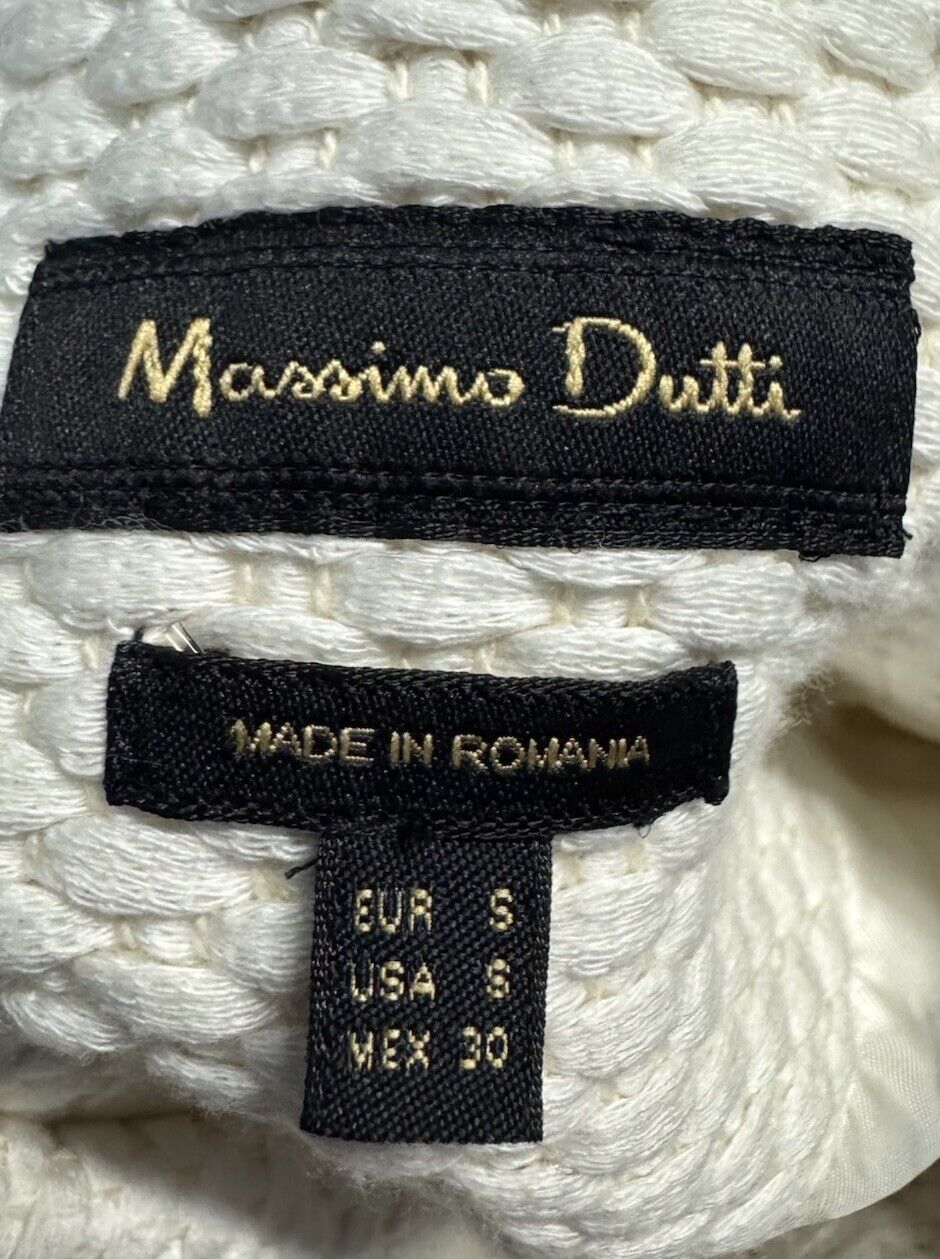 Massimo Dutti
MADE IN ROMANIA
EUR S
USA S
MEX 30